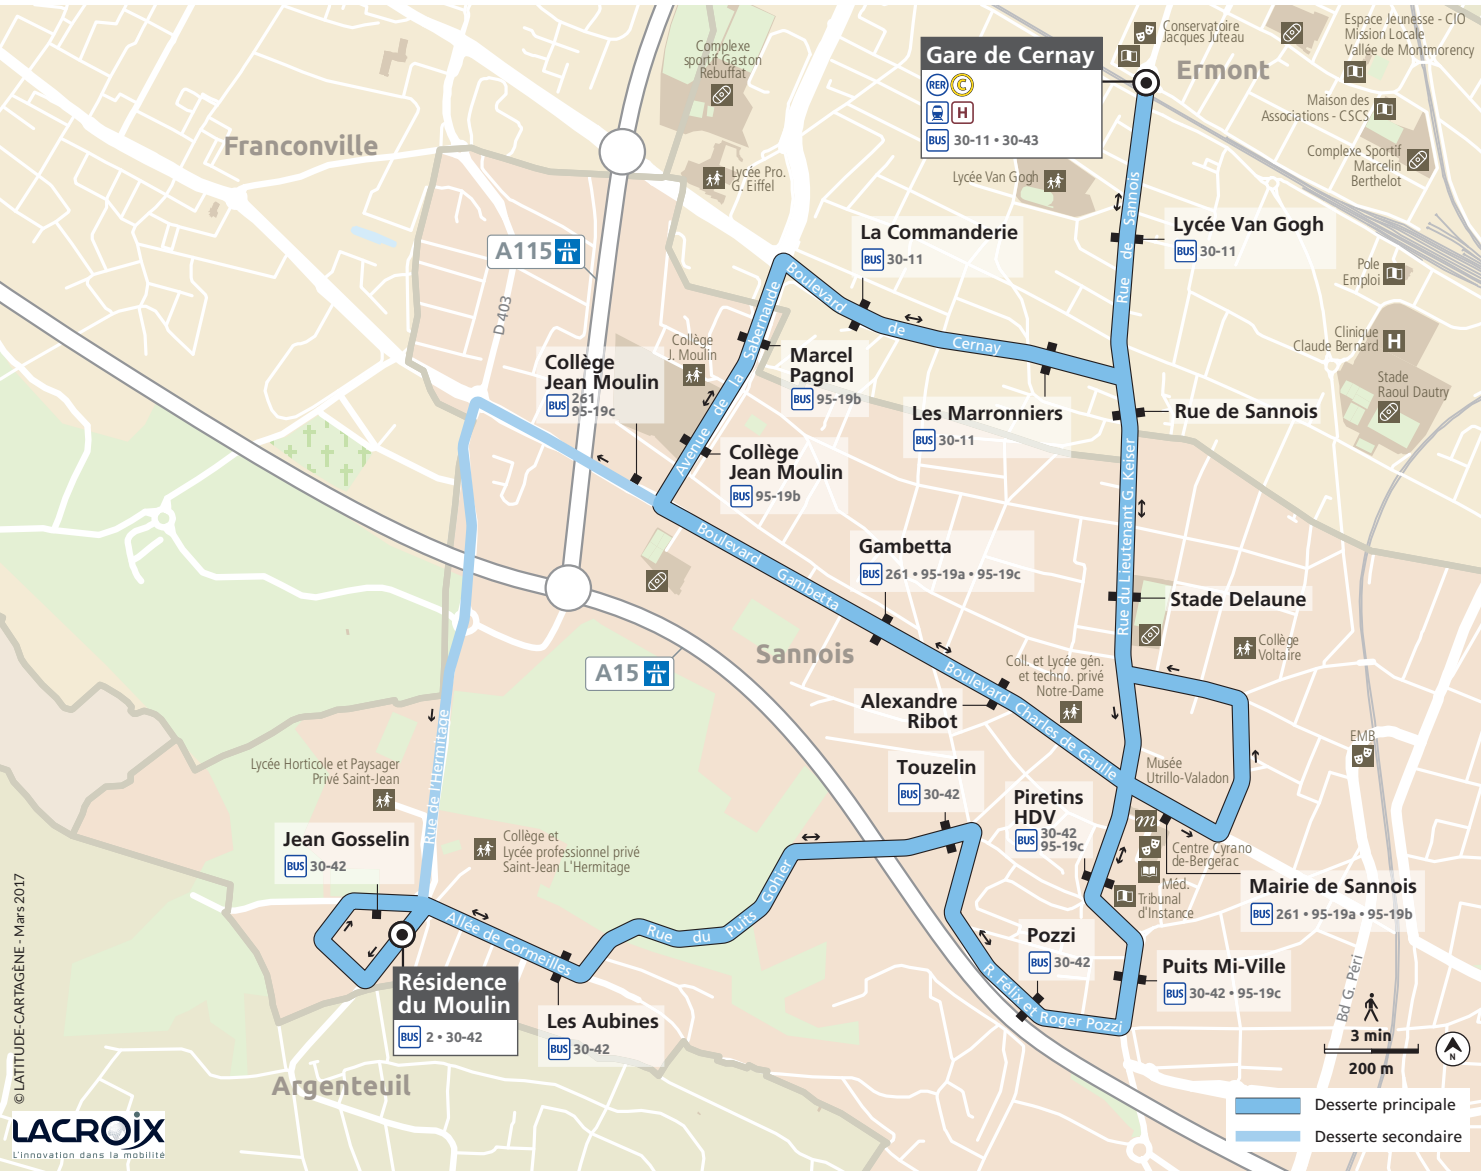 Complexe
sportif Gaston
Rebuffat
Conservatoire
Jacques Juteau
Espace Jeunesse - CIO
Mission Locale
Vallée de Montmorency
Ermont
Gare de Cernay
RER C
H
BUS 30-11 • 30-43
Maison des
Associations - CSCS
Complexe Sportif
Marcelin
Berthelot
Franconville
Lycée Pro.
G. Eiffel
Lycée Van Gogh
Rue de Sannois
Lycée Van Gogh
BUS 30-11
La Commanderie
BUS 30-11
A115
Pole
Emploi
D 403
Boulevard de Cernay
Avenue de la Sabernaude
Collège
J. Moulin
Clinique
Claude Bernard
H
Stade
Raoul Dautry
Collège
Jean Moulin
BUS 261
95-19c
Marcel
Pagnol
BUS 95-19b
Les Marronniers
BUS 30-11
Rue de Sannois
Collège
Jean Moulin
BUS 95-19b
Rue du Lieutenant G. Keiser
Boulevard Gambetta
Gambetta
BUS 261 • 95-19a • 95-19c
Stade Delaune
Sannois
A15
Collège
Voltaire
Coll. et Lycée gén.
et techno. privé
Notre-Dame
Boulevard Charles de Gaulle
Alexandre
Ribot
EMB
Rue de l'Hermitage
Lycée Horticole et Paysager
Privé Saint-Jean
Musée
Utrillo-Valadon
Touzelin
BUS 30-42
Piretins
HDV
BUS 30-42
95-19c
m
Jean Gosselin
BUS 30-42
Collège et
Lycée professionnel privé
Saint-Jean L'Hermitage
Centre Cyrano
de-Bergerac
Méd.
Tribunal
d'Instance
Mairie de Sannois
BUS 261 • 95-19a • 95-19b
Allée de Cormeilles
Rue du Puits Gohier
Pozzi
BUS 30-42
R. Félix et Roger Pozzi
Puits Mi-Ville
BUS 30-42 • 95-19c
Bd G. Péri
Résidence
du Moulin
BUS 2 • 30-42
Les Aubines
BUS 30-42
Argenteuil
3 min
200 m
N
Desserte principale
Desserte secondaire
© LATITUDE-CARTAGÈNE - Mars 2017
LACROIX
L'innovation dans la mobilité